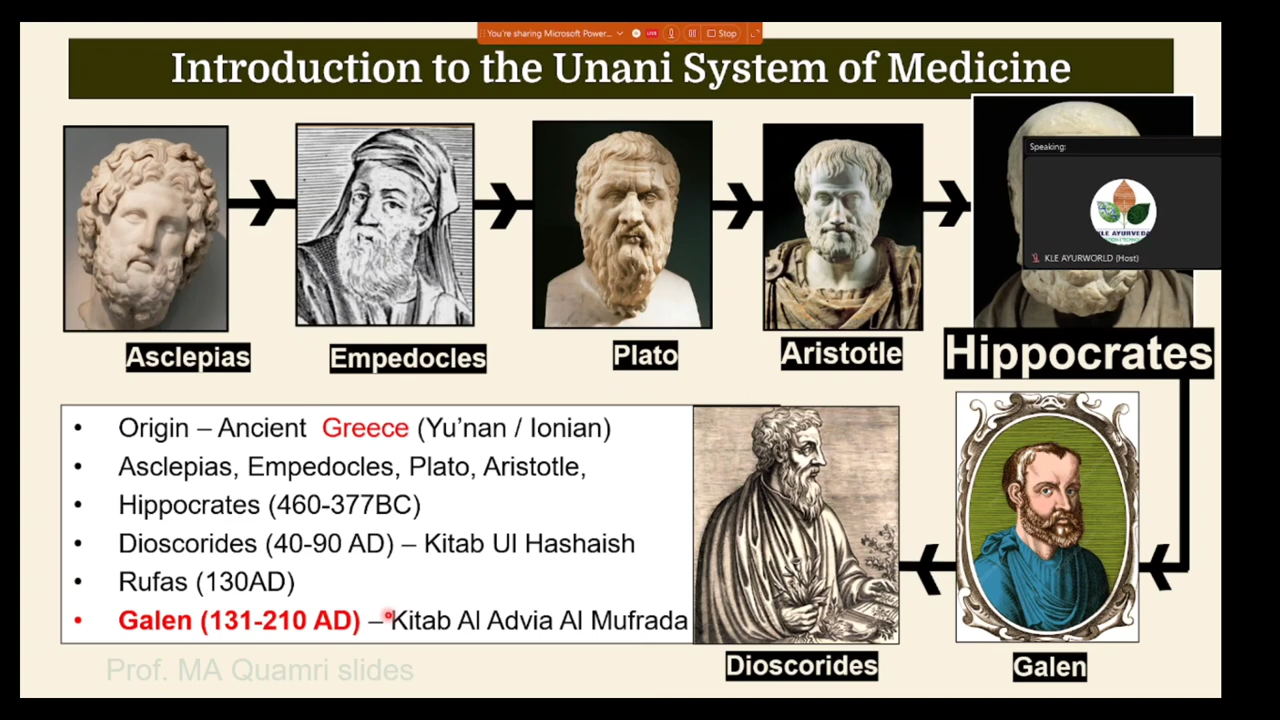 You're sharing Microsoft Power... LIVE Stop
Introduction to the Unani System of Medicine
Speaking:
KLE AYURVEDA
KLE AYURWORLD (Host)
Asclepias
Empedocles
Plato
Aristotle
Hippocrates
• Origin – Ancient Greece (Yu'nan / Ionian)
• Asclepias, Empedocles, Plato, Aristotle,
• Hippocrates (460-377BC)
• Dioscorides (40-90 AD) – Kitab Ul Hashaish
• Rufas (130AD)
• Galen (131-210 AD) – Kitab Al Advia Al Mufrada
Dioscorides
Galen
Prof. MA Quamri slides